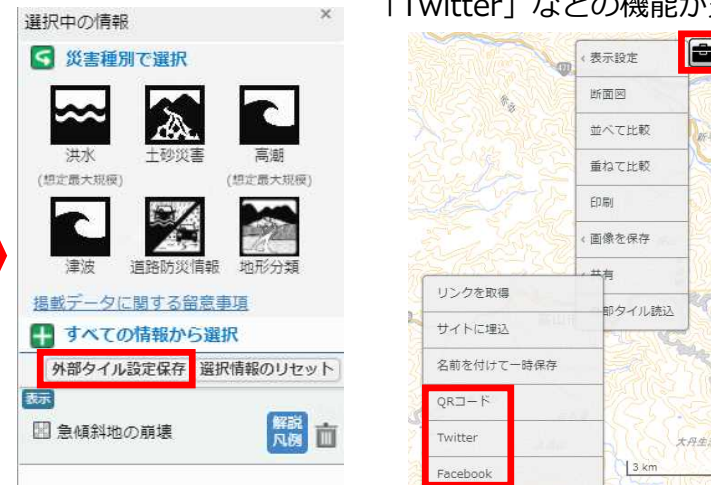 「Twitter」などの機能が
選択中の情報
×
災害種別で選択
洪水
(想定最大規模)
土砂災害
高潮
(想定最大規模)
津波
道路防災情報
地形分類
掲載データに関する留意事項
すべての情報から選択
外部タイル設定保存
選択情報のリセット
表示
急傾斜地の崩壊
解説
凡例
‹ 表示設定
断面図
並べて比較
重ねて比較
印刷
‹ 画像を保存
共有
部タイル読込
リンクを取得
サイトに埋込
名前を付けて一時保存
QRコード
Twitter
Facebook
471
3 km